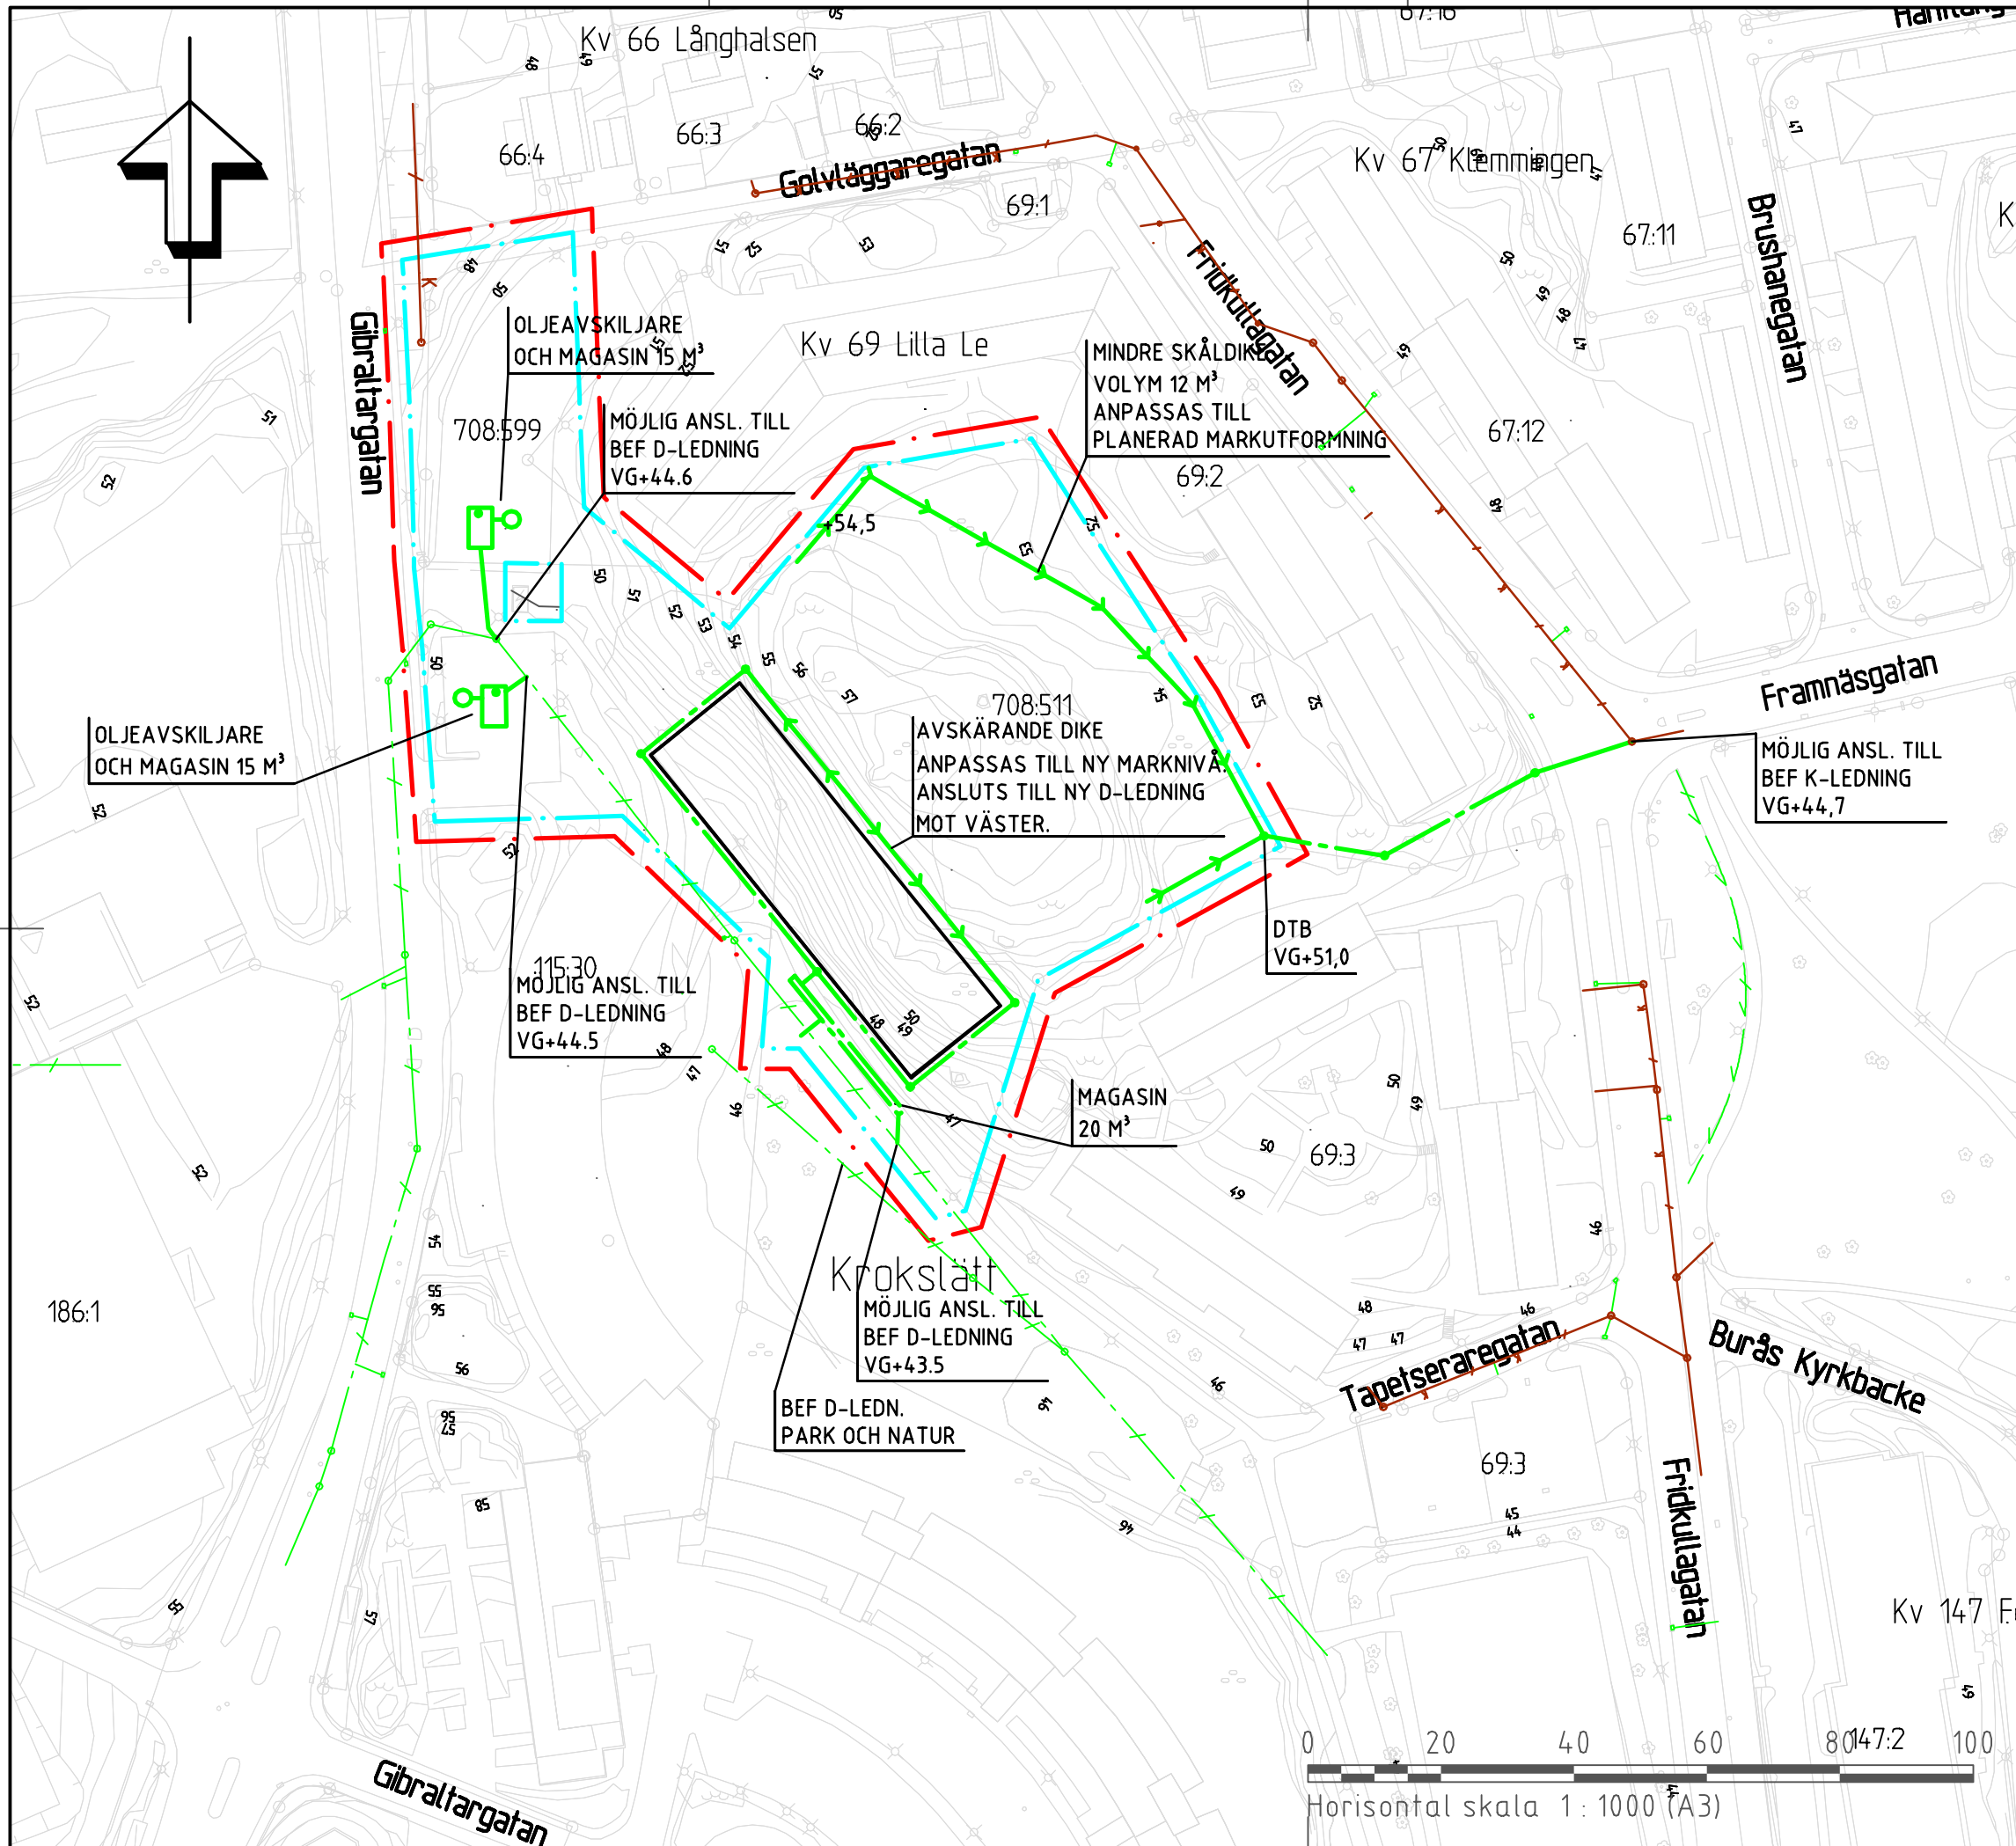 Kv 66 Långhalsen
66:4
66:3
66:2
Golvläggaregatan
69:1
Kv 67 Klemmingen
67:11
67:12
Brushanegatan
Fridkullagatan
Gibraltargatan
Kv 69 Lilla Le
69:2
OLJEAVSKILJARE
OCH MAGASIN 15 M³
708:599
MÖJLIG ANSL. TILL
BEF D-LEDNING
VG+44.6
MINDRE SKÅLDIKE
VOLYM 12 M³
ANPASSAS TILL
PLANERAD MARKUTFORMNING
+54,5
708:511
AVSKÄRANDE DIKE
ANPASSAS TILL NY MARKNIVÅ.
ANSLUTS TILL NY D-LEDNING
MOT VÄSTER.
OLJEAVSKILJARE
OCH MAGASIN 15 M³
Framnäsgatan
MÖJLIG ANSL. TILL
BEF K-LEDNING
VG+44,7
DTB
VG+51,0
115:30
MÖJLIG ANSL. TILL
BEF D-LEDNING
VG+44.5
MAGASIN
20 M³
69:3
Krokslätt
MÖJLIG ANSL. TILL
BEF D-LEDNING
VG+43.5
BEF D-LEDN.
PARK OCH NATUR
186:1
Tapetseraregatan
Burås Kyrkbacke
69:3
Fridkullagatan
Kv 147
147:2
Gibraltargatan
0 20 40 60 80 100
Horisontal skala 1 : 1000 (A3)